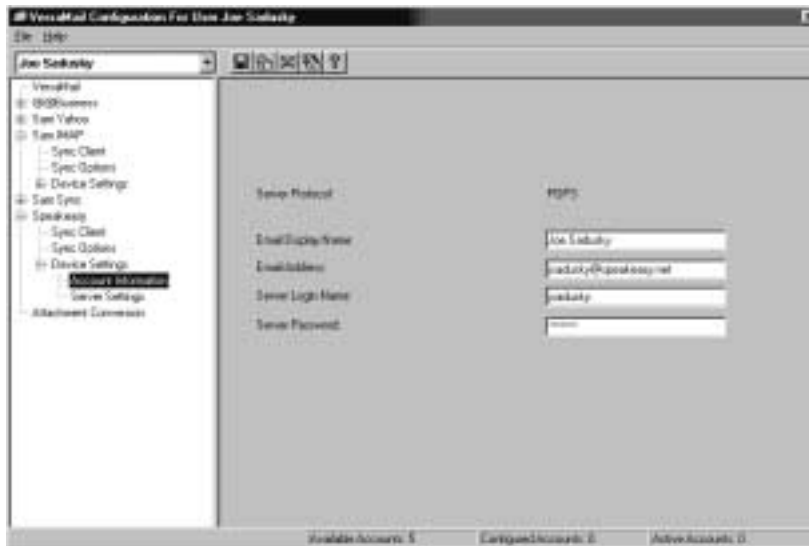 VersaMail Configuration For User Joe Sadusky
File Help
Joe Sadusky
VersaMail
Sam Yahoo
Sam IMAP
Sync Client
Sync Options
Device Settings
Sam Sync
Speakeasy
Sync Client
Sync Options
Device Settings
Account Information
Server Settings
Attachment Conversion
Server Protocol POP3
Email Display Name Joe Sadusky
Email Address
Server Login Name jsadusky
Server Password ********
Available Accounts: 5 Configured Accounts: 0 Active Accounts: 0